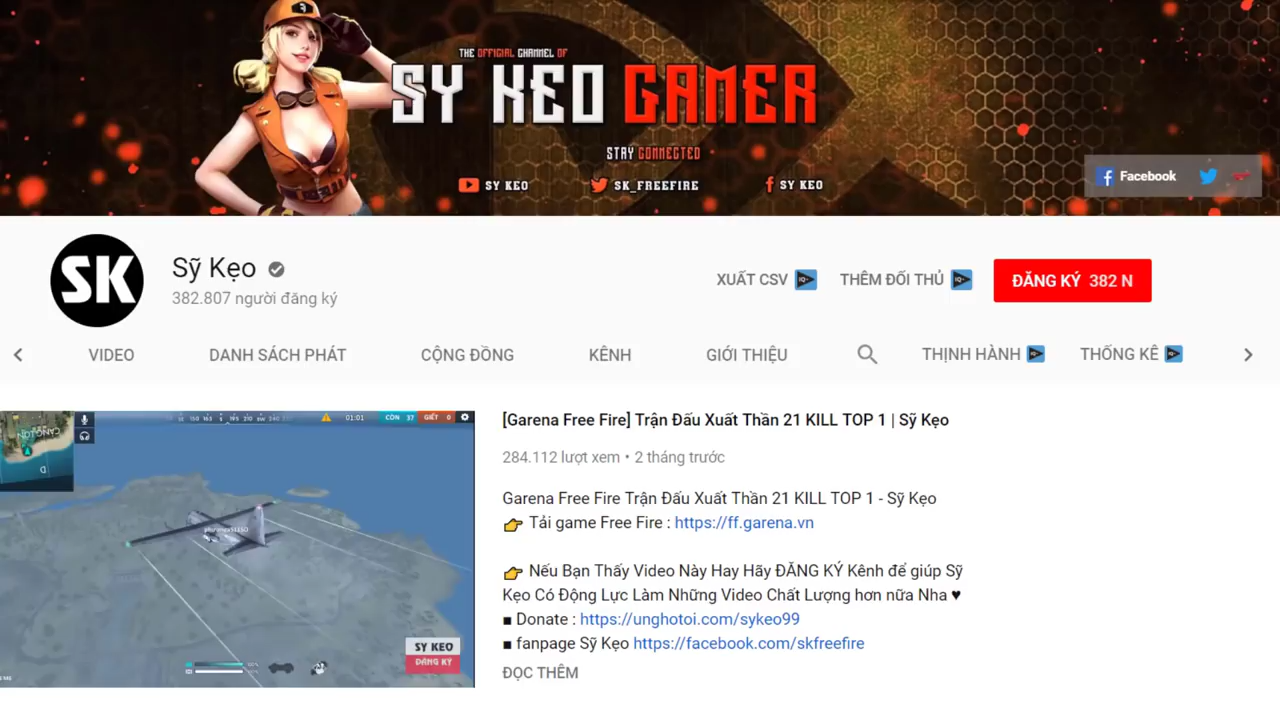 THE OFFICIAL CHANNEL OF
SY KEO GAMER
STAY CONNECTED
SY KEO
SK_FREEFIRE
SY KEO
Facebook
SK
Sỹ Kẹo
382.807 người đăng ký
XUẤT CSV
THÊM ĐỐI THỦ
ĐĂNG KÝ 382 N
VIDEO
DANH SÁCH PHÁT
CỘNG ĐỒNG
KÊNH
GIỚI THIỆU
THỊNH HÀNH
THỐNG KÊ
01:01
CÒN 37
GIẾT 0
SY KEO
ĐĂNG KÝ
[Garena Free Fire] Trận Đấu Xuất Thần 21 KILL TOP 1 | Sỹ Kẹo
284.112 lượt xem • 2 tháng trước
Garena Free Fire Trận Đấu Xuất Thần 21 KILL TOP 1 - Sỹ Kẹo
👉 Tải game Free Fire : https://ff.garena.vn
👉 Nếu Bạn Thấy Video Này Hay Hãy ĐĂNG KÝ Kênh để giúp Sỹ
Kẹo Có Động Lực Làm Những Video Chất Lượng hơn nữa Nha ♥
■ Donate : https://unghotoi.com/sykeo99
■ fanpage Sỹ Kẹo https://facebook.com/skfreefire
ĐỌC THÊM